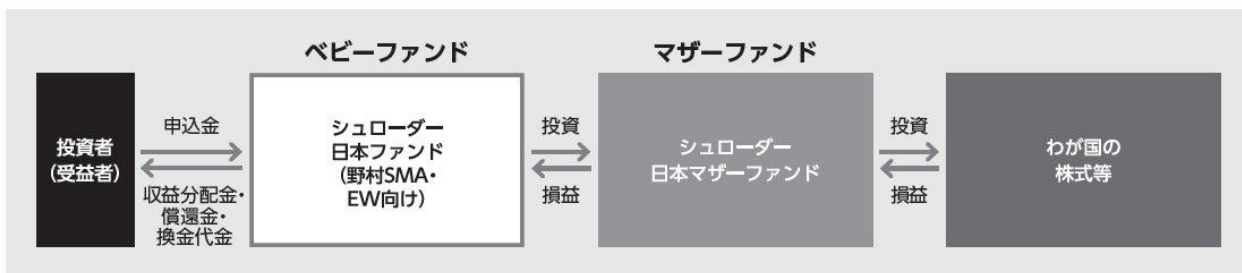 ベビーファンド
マザーファンド
投資者
(受益者)
申込金
収益分配金・
償還金・
換金代金
シュローダー
日本ファンド
(野村SMA・
EW向け)
投資
損益
シュローダー
日本マザーファンド
投資
損益
わが国の
株式等